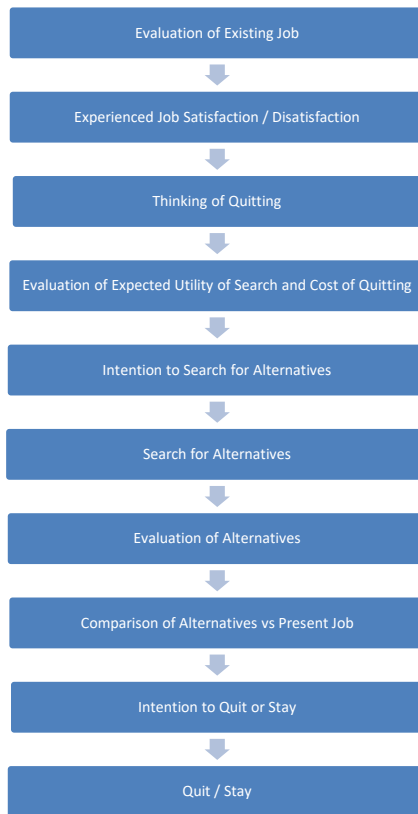 Evaluation of Existing Job
Experienced Job Satisfaction / Disatisfaction
Thinking of Quitting
Evaluation of Expected Utility of Search and Cost of Quitting
Intention to Search for Alternatives
Search for Alternatives
Evaluation of Alternatives
Comparison of Alternatives vs Present Job
Intention to Quit or Stay
Quit / Stay